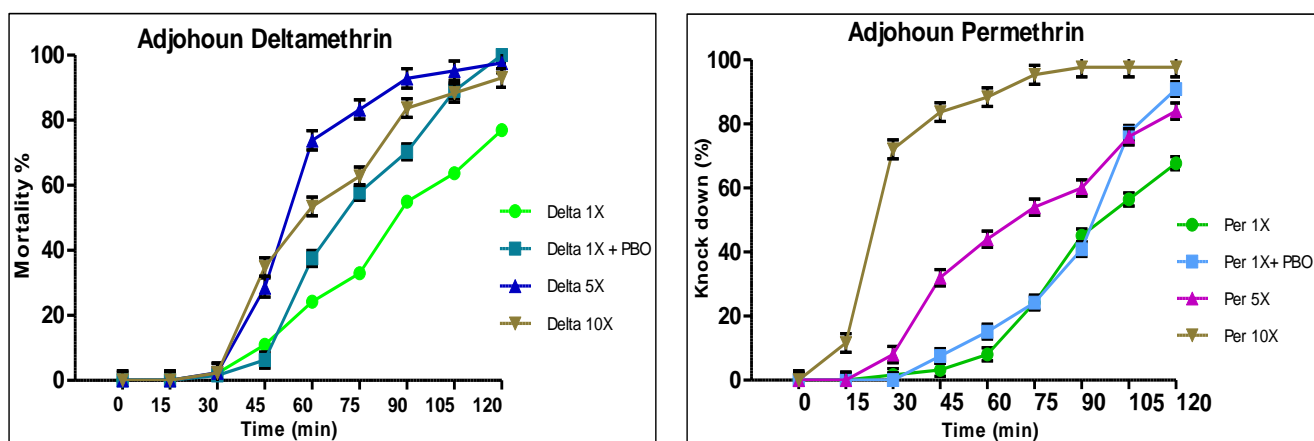 Adjohoun Deltamethrin
Mortality %
100
80
60
40
20
0
0 15 30 45 60 75 90 105 120
Time (min)
Delta 1X
Delta 1X + PBO
Delta 5X
Delta 10X
Adjohoun Permethrin
Knock down (%)
100
80
60
40
20
0
0 15 30 45 60 75 90 105 120
Time (min)
Per 1X
Per 1X+ PBO
Per 5X
Per 10X